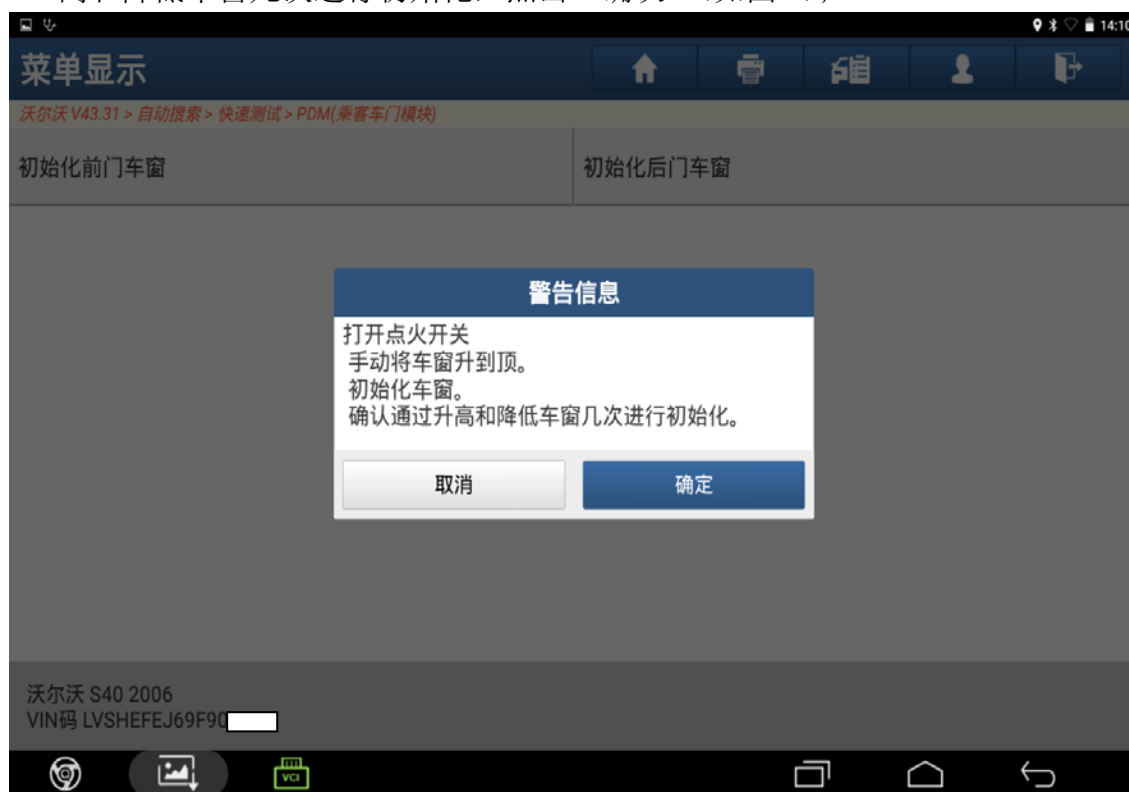 14:10
菜单显示
沃尔沃 V43.31 > 自动搜索 > 快速测试 > PDM(乘客车门模块)
初始化前门车窗
初始化后门车窗
警告信息
打开点火开关
手动将车窗升到顶。
初始化车窗。
确认通过升高和降低车窗几次进行初始化。
取消
确定
沃尔沃 S40 2006
VIN码 LVSHEFEJ69F90
VCI